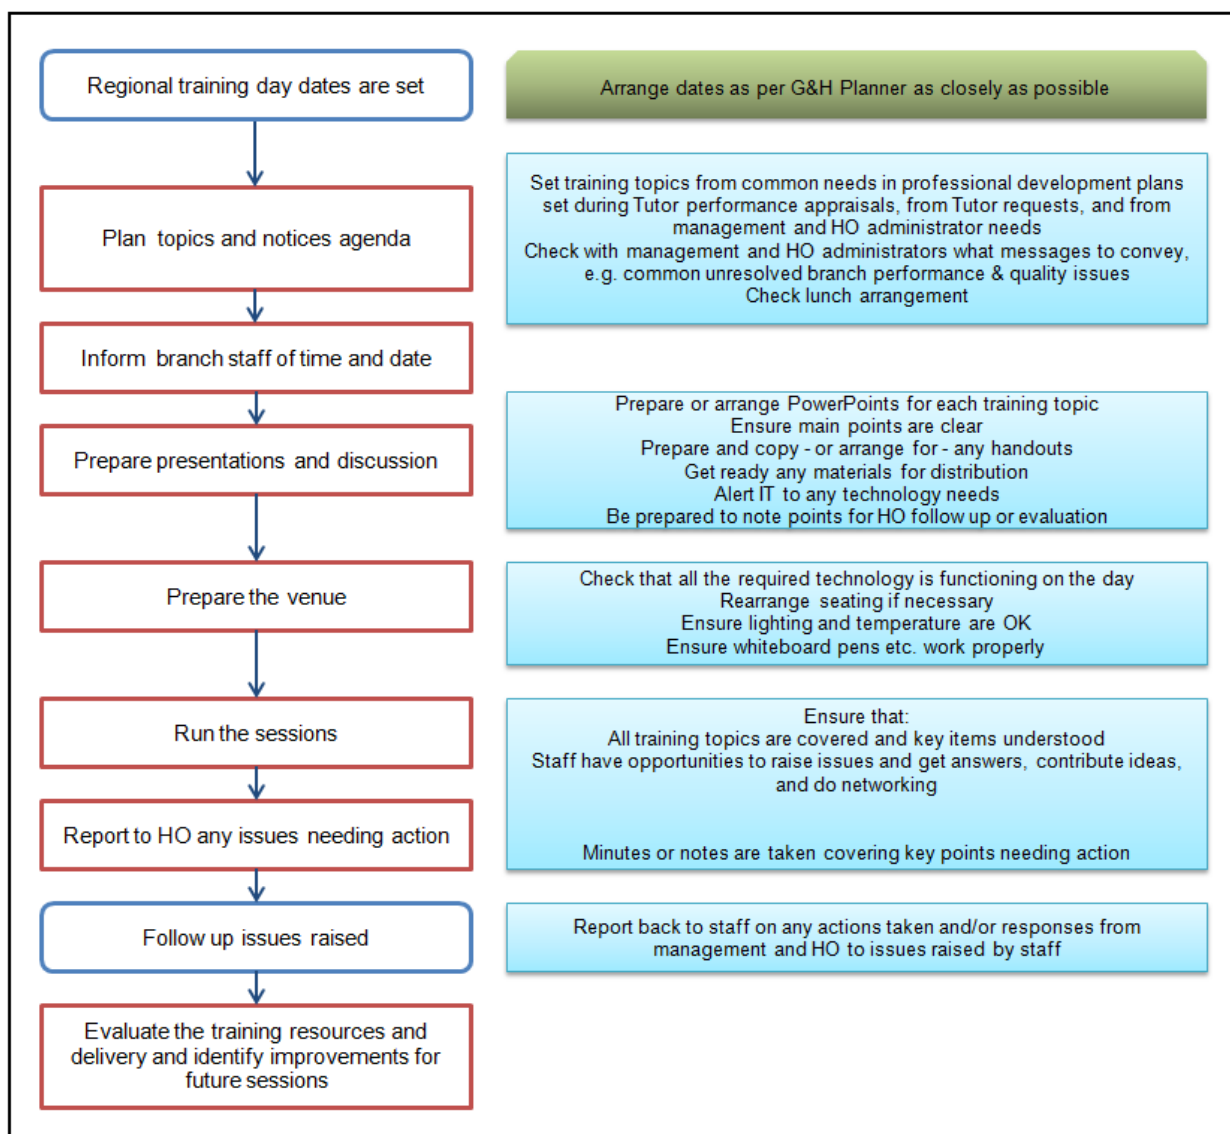 Regional training day dates are set
Arrange dates as per G&H Planner as closely as possible
Plan topics and notices agenda
Set training topics from common needs in professional development plans
set during Tutor performance appraisals, from Tutor requests, and from
management and HO administrator needs
Check with management and HO administrators what messages to convey,
e.g. common unresolved branch performance & quality issues
Check lunch arrangement
Inform branch staff of time and date
Prepare presentations and discussion
Prepare or arrange PowerPoints for each training topic
Ensure main points are clear
Prepare and copy - or arrange for - any handouts
Get ready any materials for distribution
Alert IT to any technology needs
Be prepared to note points for HO follow up or evaluation
Prepare the venue
Check that all the required technology is functioning on the day
Rearrange seating if necessary
Ensure lighting and temperature are OK
Ensure whiteboard pens etc. work properly
Run the sessions
Ensure that:
All training topics are covered and key items understood
Staff have opportunities to raise issues and get answers, contribute ideas,
and do networking
Report to HO any issues needing action
Minutes or notes are taken covering key points needing action
Follow up issues raised
Report back to staff on any actions taken and/or responses from
management and HO to issues raised by staff
Evaluate the training resources and
delivery and identify improvements for
future sessions